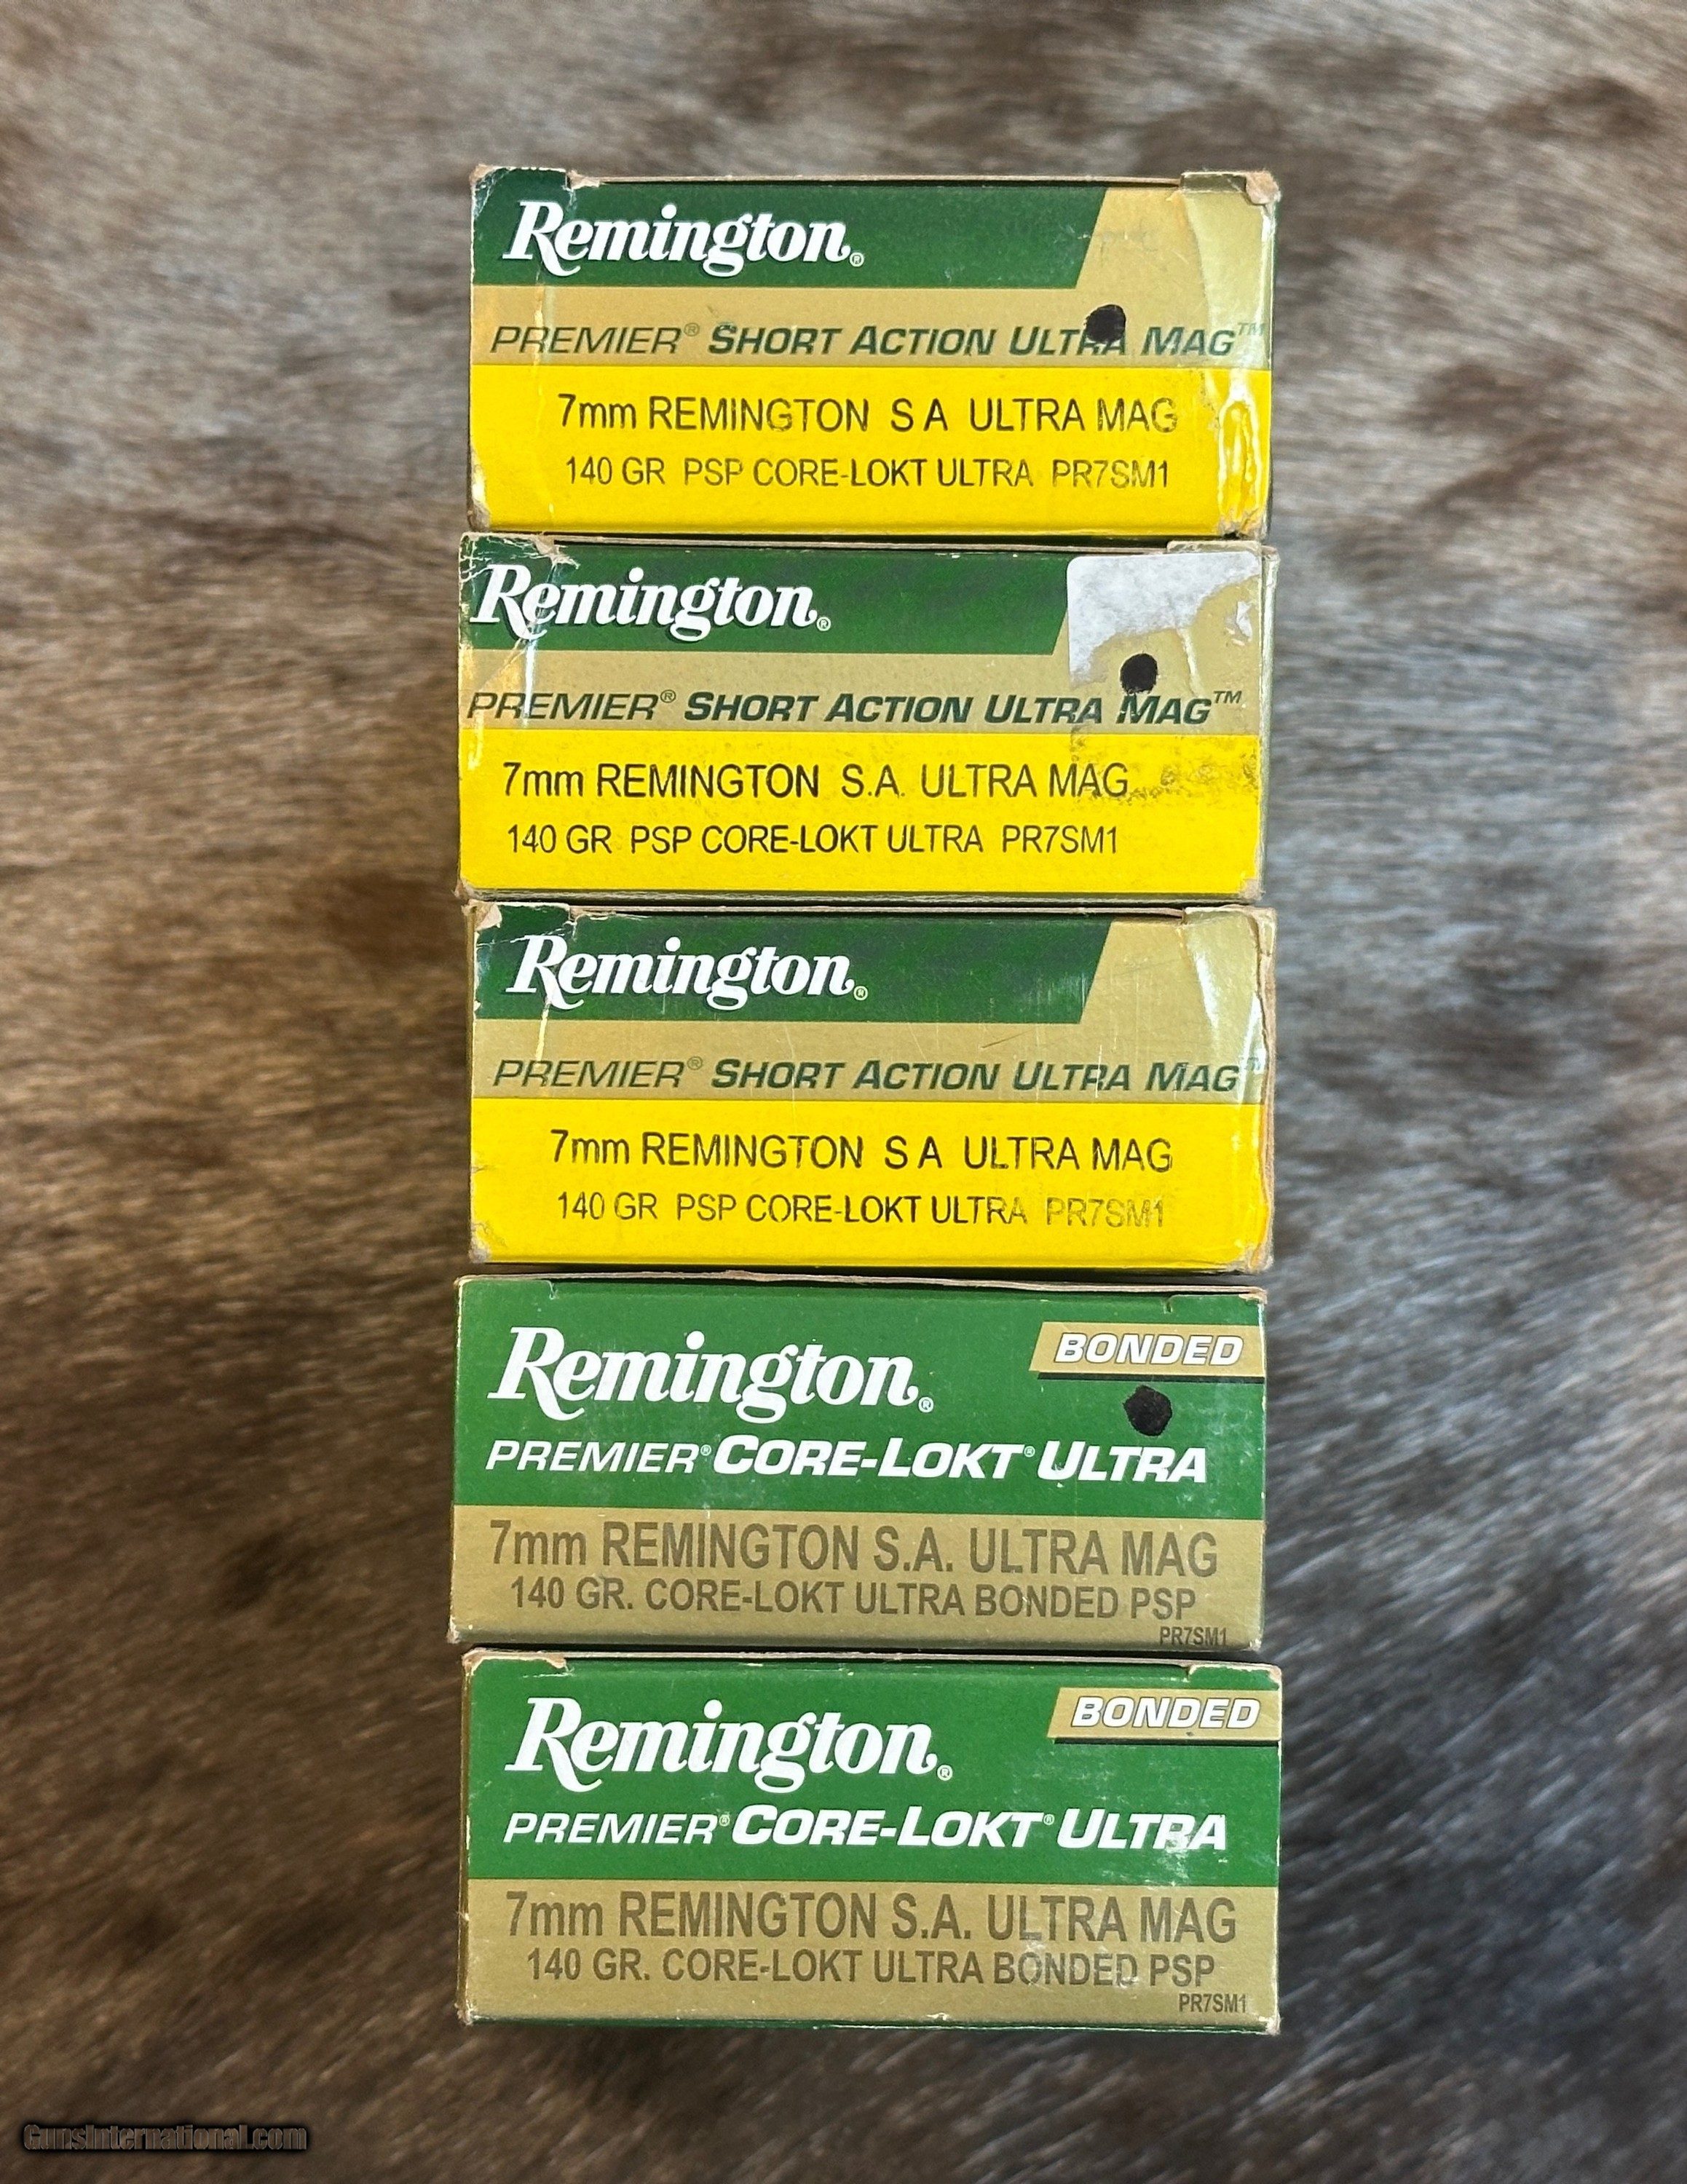 Remington®
PREMIER® SHORT ACTION ULTRA MAG™
7mm REMINGTON S A ULTRA MAG
140 GR PSP CORE-LOKT ULTRA PR7SM1
Remington®
PREMIER® SHORT ACTION ULTRA MAG™
7mm REMINGTON S.A. ULTRA MAG
140 GR PSP CORE-LOKT ULTRA PR7SM1
Remington®
PREMIER® SHORT ACTION ULTRA MAG™
7mm REMINGTON S A ULTRA MAG
140 GR PSP CORE-LOKT ULTRA PR7SM1
BONDED
Remington®
PREMIER® CORE-LOKT® ULTRA
7mm REMINGTON S.A. ULTRA MAG
140 GR. CORE-LOKT ULTRA BONDED PSP
PR7SM1
BONDED
Remington®
PREMIER® CORE-LOKT® ULTRA
7mm REMINGTON S.A. ULTRA MAG
140 GR. CORE-LOKT ULTRA BONDED PSP
PR7SM1
GunsInternational.com